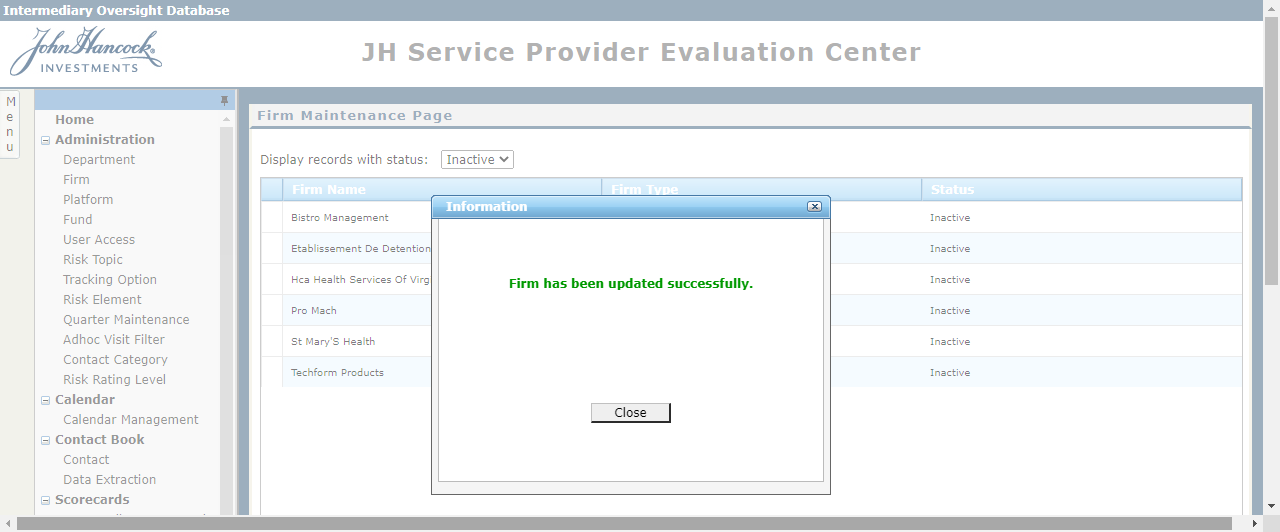 Intermediary Oversight Database
John Hancock®
INVESTMENTS
JH Service Provider Evaluation Center
Menu
Home
Administration
Department
Firm
Platform
Fund
User Access
Risk Topic
Tracking Option
Risk Element
Quarter Maintenance
Adhoc Visit Filter
Contact Category
Risk Rating Level
Calendar
Calendar Management
Contact Book
Contact
Data Extraction
Scorecards
Firm Maintenance Page
Display records with status: Inactive
Firm Name Firm Type Status
Bistro Management Inactive
Etablissement De Detention Inactive
Hca Health Services Of Virg Inactive
Pro Mach Inactive
St Mary'S Health Inactive
Techform Products Inactive
Information
Firm has been updated successfully.
Close